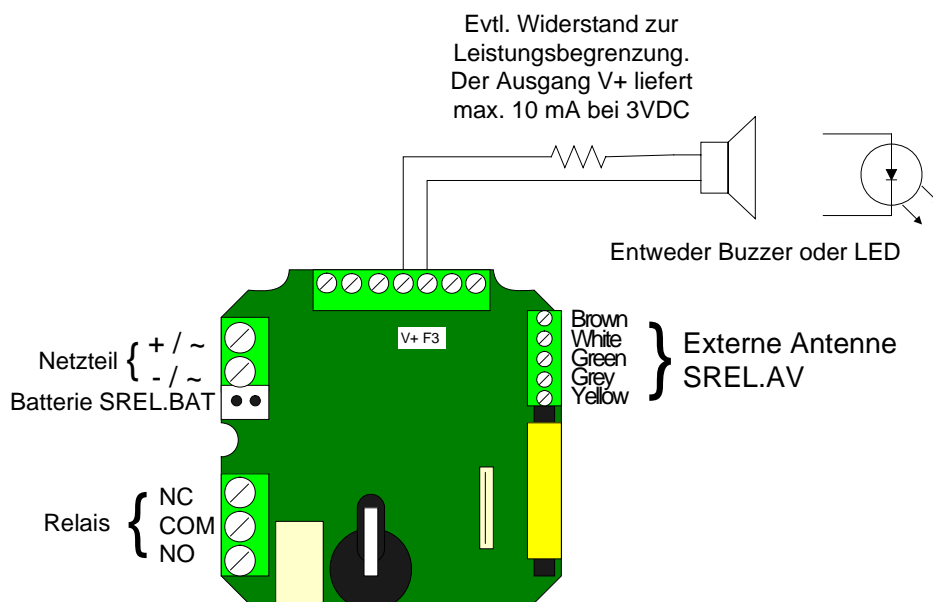 Evtl. Widerstand zur
Leistungsbegrenzung.
Der Ausgang V+ liefert
max. 10 mA bei 3VDC
Entweder Buzzer oder LED
V+ F3
Netzteil
+ / ~
- / ~
Batterie SREL.BAT
Brown
White
Green
Grey
Yellow
Externe Antenne
SREL.AV
Relais
NC
COM
NO